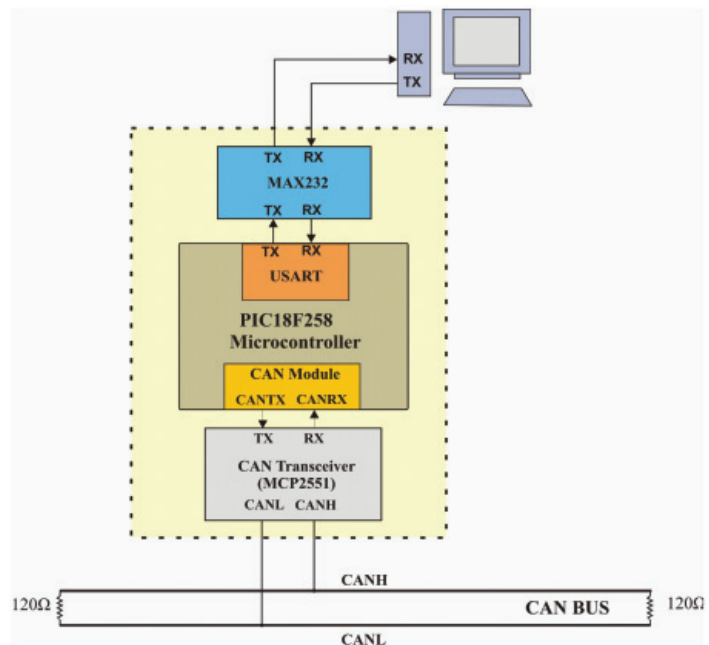 RX
TX
TX RX
MAX232
TX RX
TX RX
USART
PIC18F258
Microcontroller
CAN Module
CANTX CANRX
TX RX
CAN Transceiver
(MCP2551)
CANL CANH
CANH
120Ω CAN BUS 120Ω
CANL